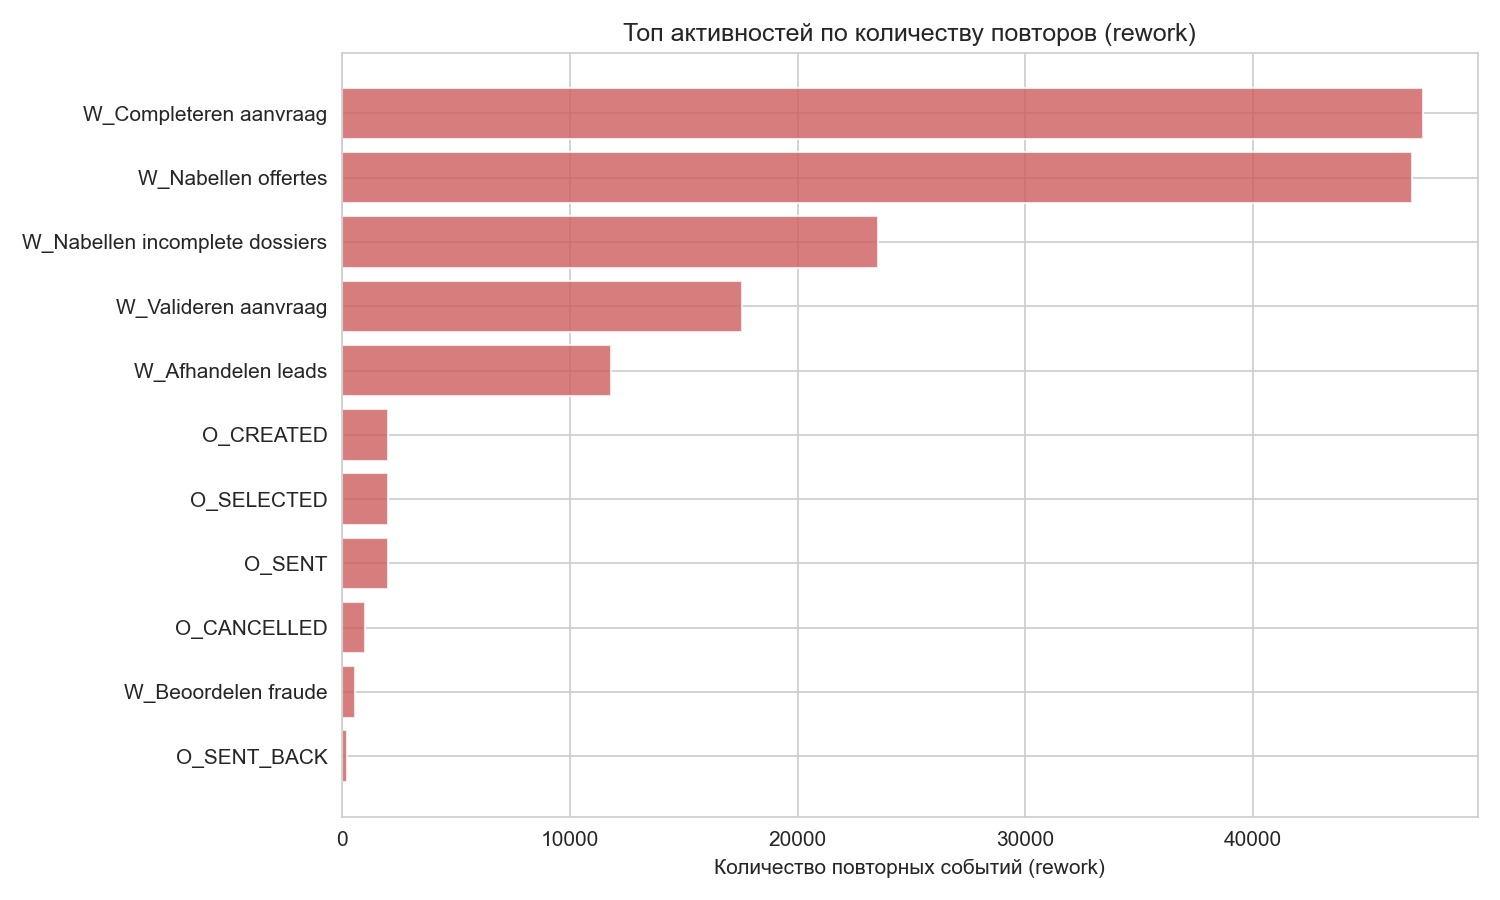 Топ активностей по количеству повторов (rework)
W_Completeren aanvraag
W_Nabellen offertes
W_Nabellen incomplete dossiers
W_Valideren aanvraag
W_Afhandelen leads
O_CREATED
O_SELECTED
O_SENT
O_CANCELLED
W_Beoordelen fraude
O_SENT_BACK
0 10000 20000 30000 40000
Количество повторных событий (rework)